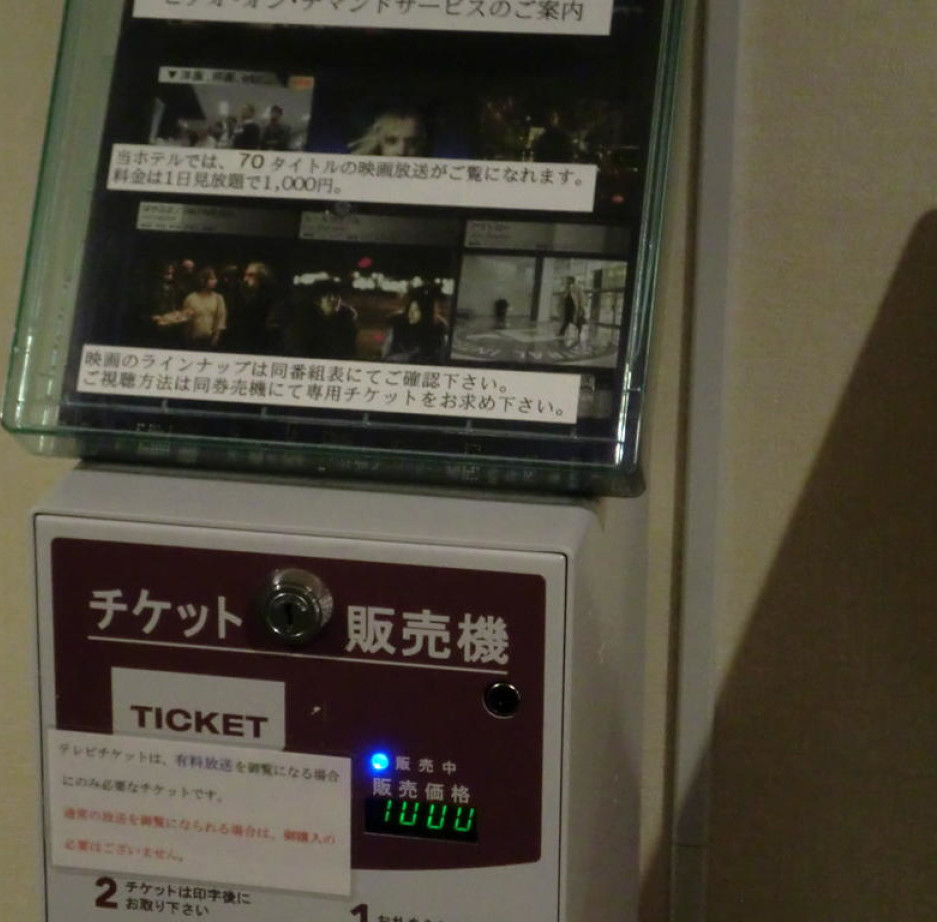 ビデオ・オン・デマンドサービスのご案内
▼洋画、邦画、etc...
当ホテルでは、70 タイトルの映画放送がご覧になれます。
料金は1日見放題で1,000円。
映画のラインナップは同番組表にてご確認下さい。
ご視聴方法は同券売機にて専用チケットをお求め下さい。
チケット 販売機
TICKET
テレビチケットは、有料放送を御覧になる場合
にのみ必要なチケットです。
通常の放送を御覧になられる場合は、御購入の
必要はございません。
販売中
販売価格
1000
2 チケットは印字後に
お取り下さい
1